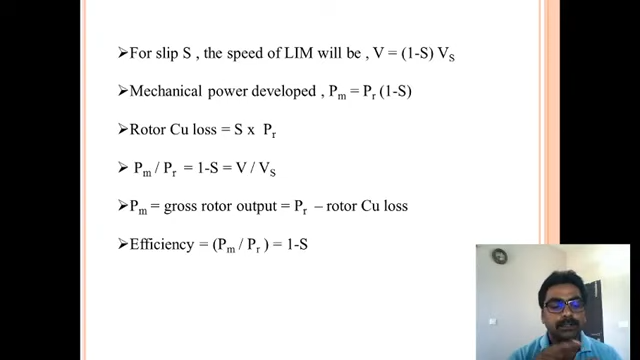 ➢For slip S , the speed of LIM will be , V = (1-S) VS
➢Mechanical power developed , Pm = Pr (1-S)
➢Rotor Cu loss = S x Pr
➢ Pm / Pr = 1-S = V / VS
➢Pm = gross rotor output = Pr – rotor Cu loss
➢Efficiency = (Pm / Pr ) = 1-S